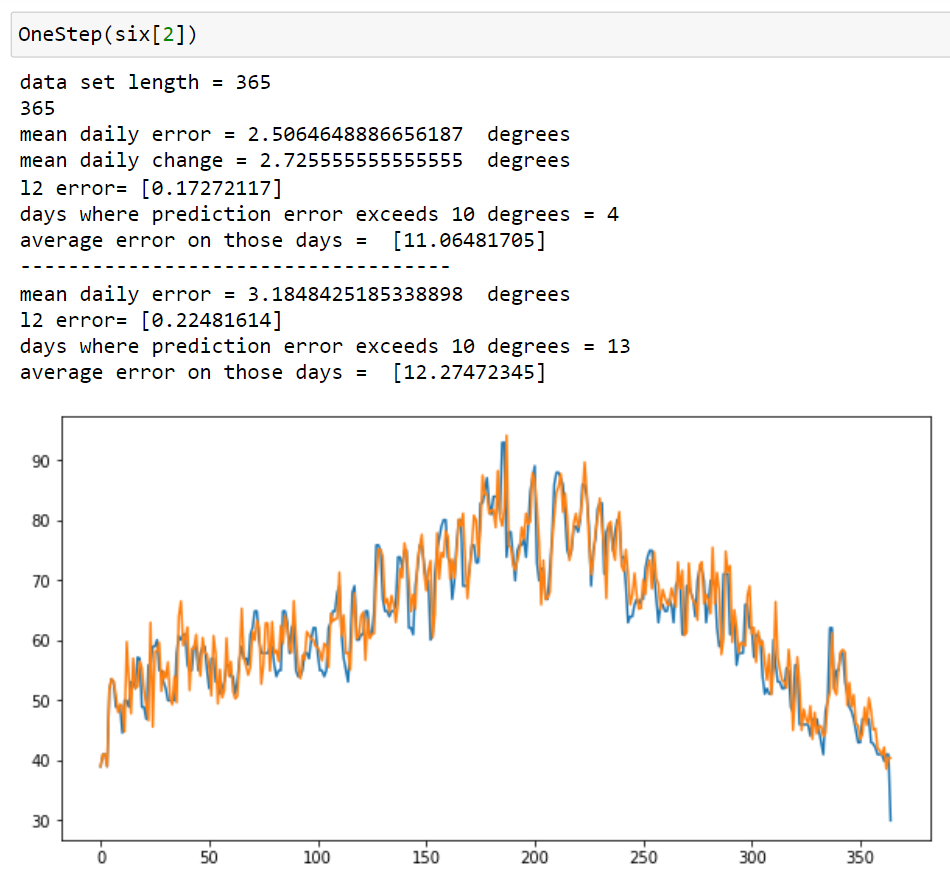 OneStep(six[2])
data set length = 365
365
mean daily error = 2.5064648886656187  degrees
mean daily change = 2.725555555555555  degrees
l2 error= [0.17272117]
days where prediction error exceeds 10 degrees = 4
average error on those days =  [11.06481705]
------------------------------------
mean daily error = 3.1848425185338898  degrees
l2 error= [0.22481614]
days where prediction error exceeds 10 degrees = 13
average error on those days =  [12.27472345]
90
80
70
60
50
40
30
0 50 100 150 200 250 300 350